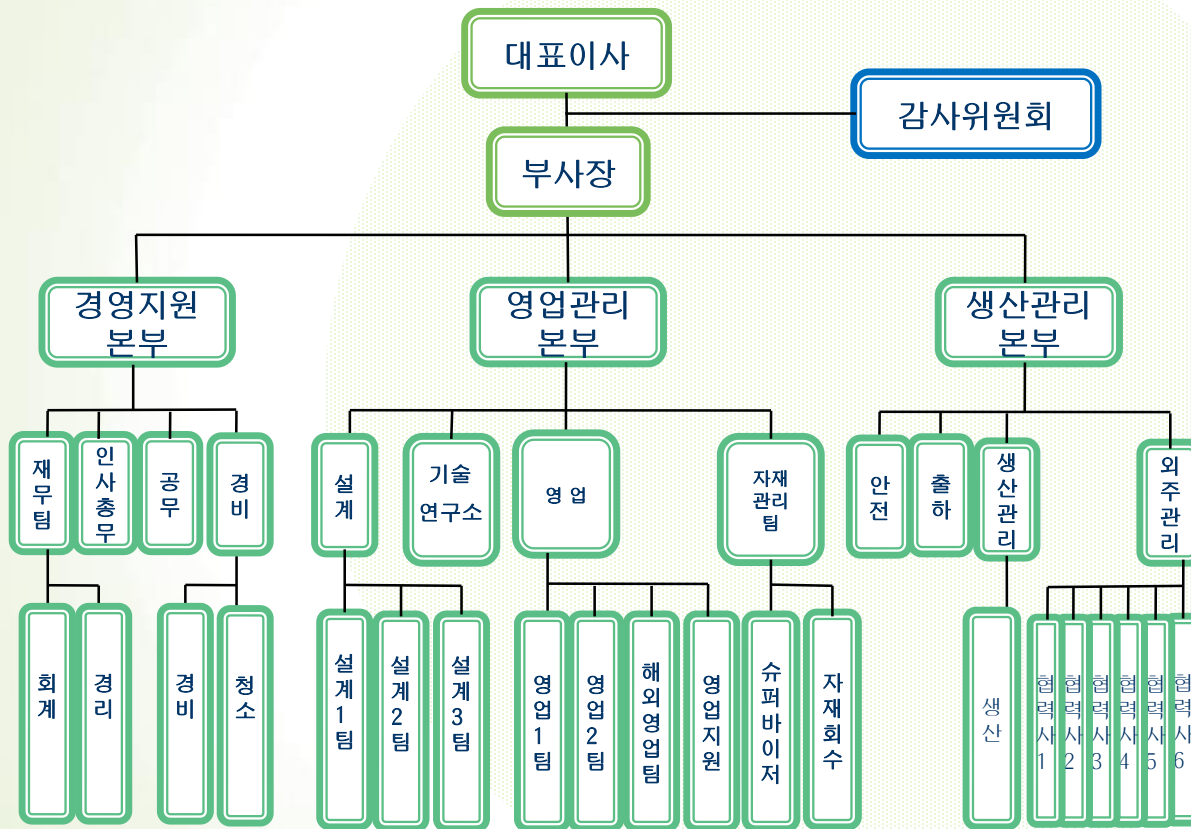 대표이사
감사위원회
부사장
경영지원
본부
영업관리
본부
생산관리
본부
재무팀
인사총무
공무
경비
설계
기술
연구소
영 업
자재
관리
팀
안전
출하
생산관리
외주관리
회계
경리
경비
청소
설계1팀
설계2팀
설계3팀
영업1팀
영업2팀
해외영업팀
영업지원
슈퍼바이저
자재회수
생산
협력사1
협력사2
협력사3
협력사4
협력사5
협력사6